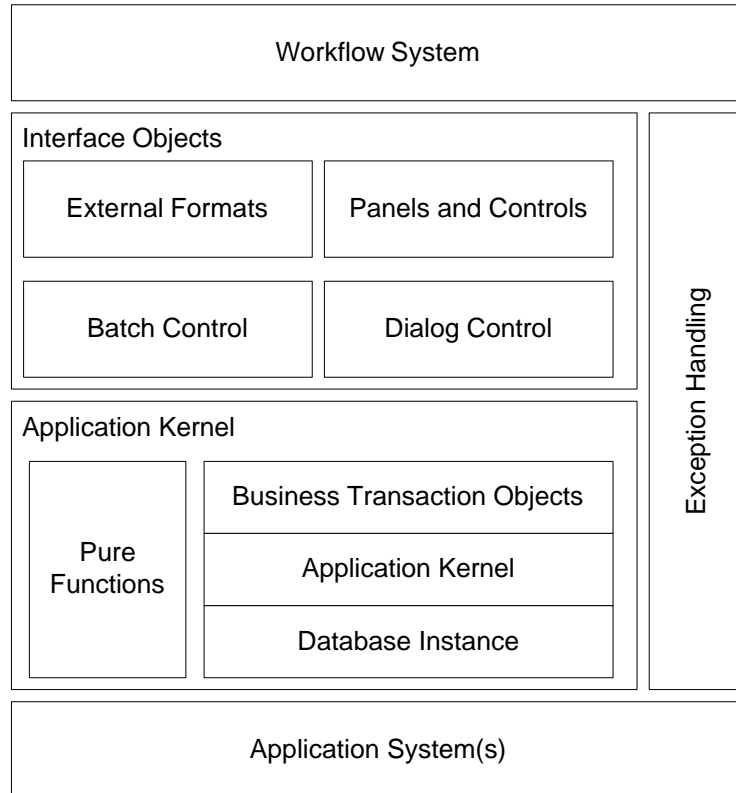 Workflow System
Interface Objects
External Formats
Panels and Controls
Batch Control
Dialog Control
Exception Handling
Application Kernel
Pure
Functions
Business Transaction Objects
Application Kernel
Database Instance
Application System(s)